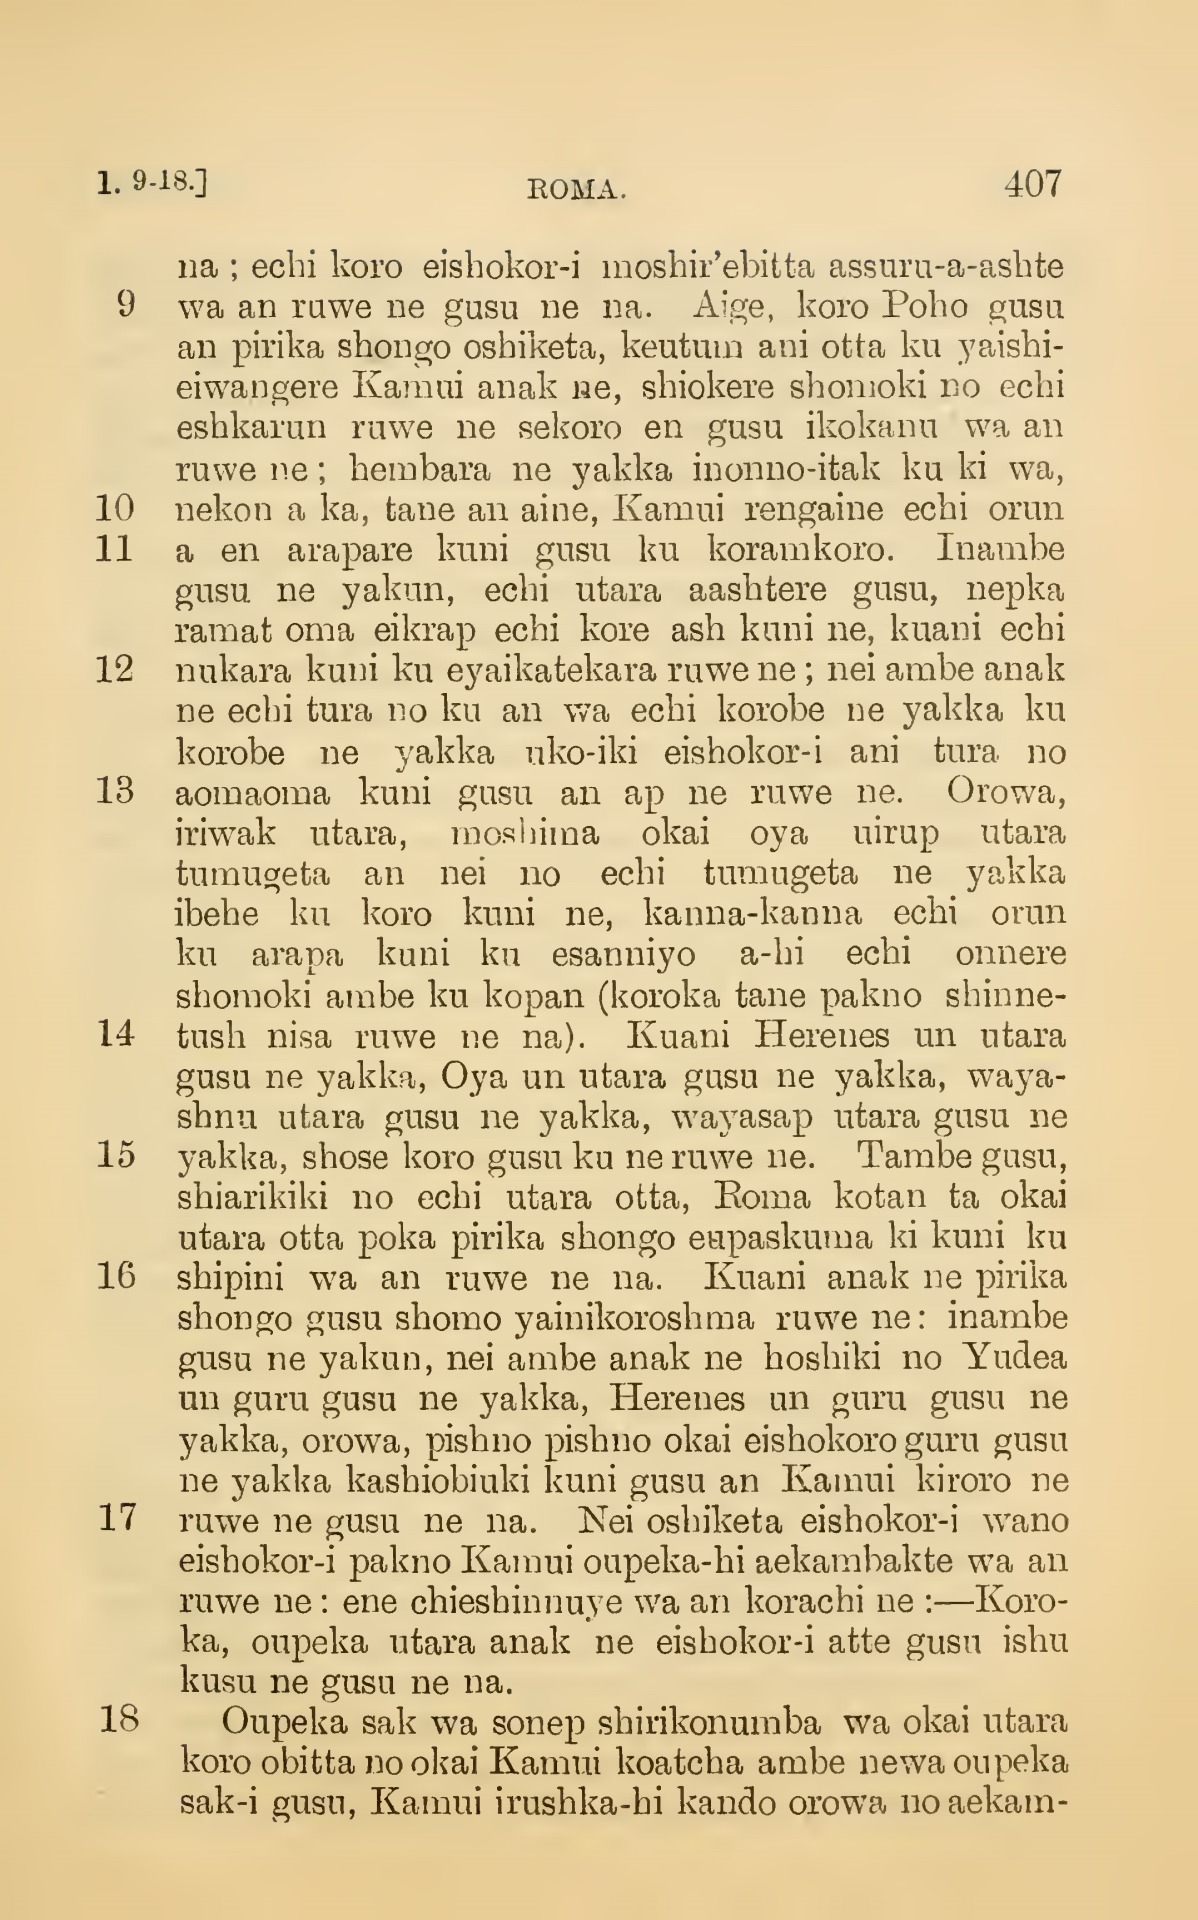 1. 9-18.] ROMA. 407
na ; echi koro eishokor-i moshir’ebitta assuru-a-ashte
9 wa an ruwe ne gusu ne na. Aige, koro Poho gusu
an pirika shongo oshiketa, keutum ani otta ku yaishi-
eiwangere Kamui anak ne, shiokere shomoki no echi
eshkarun ruwe ne sekoro en gusu ikokanu wa an
ruwe ne ; hembara ne yakka inonno-itak ku ki wa,
10 nekon a ka, tane an aine, Kamui rengaine echi orun
11 a en arapare kuni gusu ku koramkoro. Inambe
gusu ne yakun, echi utara aashtere gusu, nepka
ramat oma eikrap echi kore ash kuni ne, kuani echi
12 nukara kuni ku eyaikatekara ruwe ne ; nei ambe anak
ne echi tura no ku an wa echi korobe ne yakka ku
korobe ne yakka uko-iki eishokor-i ani tura no
13 aomaoma kuni gusu an ap ne ruwe ne. Orowa,
iriwak utara, moshima okai oya uirup utara
tumugeta an nei no echi tumugeta ne yakka
ibehe ku koro kuni ne, kanna-kanna echi orun
ku arapa kuni ku esanniyo a-hi echi onnere
shomoki ambe ku kopan (koroka tane pakno shinne-
14 tush nisa ruwe ne na). Kuani Herenes un utara
gusu ne yakka, Oya un utara gusu ne yakka, waya-
shnu utara gusu ne yakka, wayasap utara gusu ne
15 yakka, shose koro gusu ku ne ruwe ne. Tambe gusu,
shiarikiki no echi utara otta, Roma kotan ta okai
utara otta poka pirika shongo eupaskuma ki kuni ku
16 shipini wa an ruwe ne na. Kuani anak ne pirika
shongo gusu shomo yainikoroshma ruwe ne : inambe
gusu ne yakun, nei ambe anak ne hoshiki no Yudea
un guru gusu ne yakka, Herenes un guru gusu ne
yakka, orowa, pishno pishno okai eishokoro guru gusu
ne yakka kashiobiuki kuni gusu an Kamui kiroro ne
17 ruwe ne gusu ne na. Nei oshiketa eishokor-i wano
eishokor-i pakno Kamui oupeka-hi aekambakte wa an
ruwe ne : ene chieshinnuye wa an korachi ne :—Koro-
ka, oupeka utara anak ne eishokor-i atte gusu ishu
kusu ne gusu ne na.
18 Oupeka sak wa sonep shirikonumba wa okai utara
koro obitta no okai Kamui koatcha ambe newa oupeka
sak-i gusu, Kamui irushka-hi kando orowa no aekam-